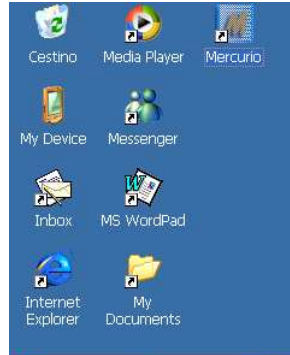 Cestino Media Player Mercurio
My Device Messenger
Inbox MS WordPad
Internet Explorer My Documents